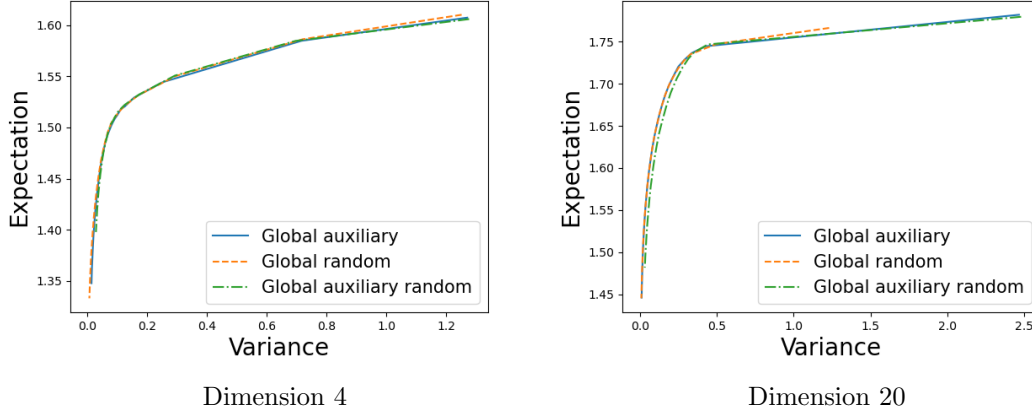 1.60
1.55
1.50
1.45
1.40
1.35
Expectation
0.0 0.2 0.4 0.6 0.8 1.0 1.2
Variance
Global auxiliary
Global random
Global auxiliary random
Dimension 4
1.75
1.70
1.65
1.60
1.55
1.50
1.45
Expectation
0.0 0.5 1.0 1.5 2.0 2.5
Variance
Global auxiliary
Global random
Global auxiliary random
Dimension 20